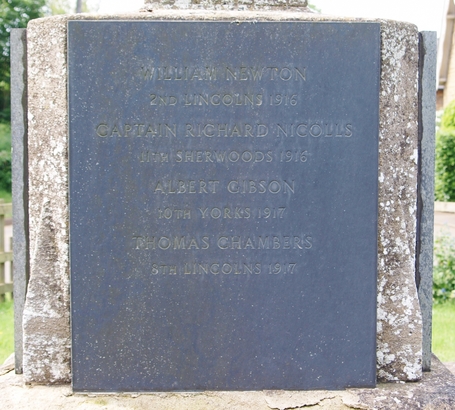 WILLIAM NEWTON
2ND LINCOLNS 1916
CAPTAIN RICHARD NICOLLS
11TH SHERWOODS 1916
ALBERT GIBSON
10TH YORKS 1917
THOMAS CHAMBERS
8TH LINCOLNS 1917